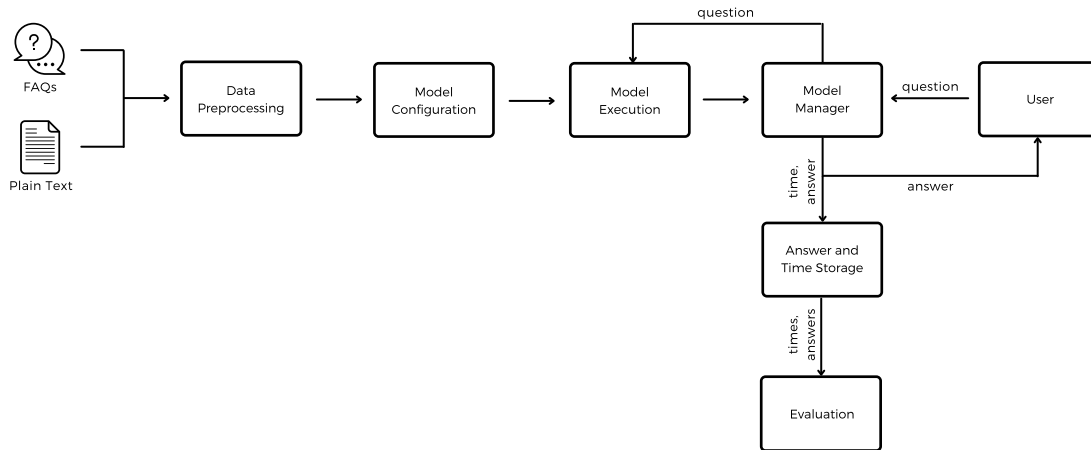 question
?
FAQs
Data
Preprocessing
Model
Configuration
Model
Execution
Model
Manager
question
User
Plain Text
time,
answer
answer
Answer and
Time Storage
times,
answers
Evaluation